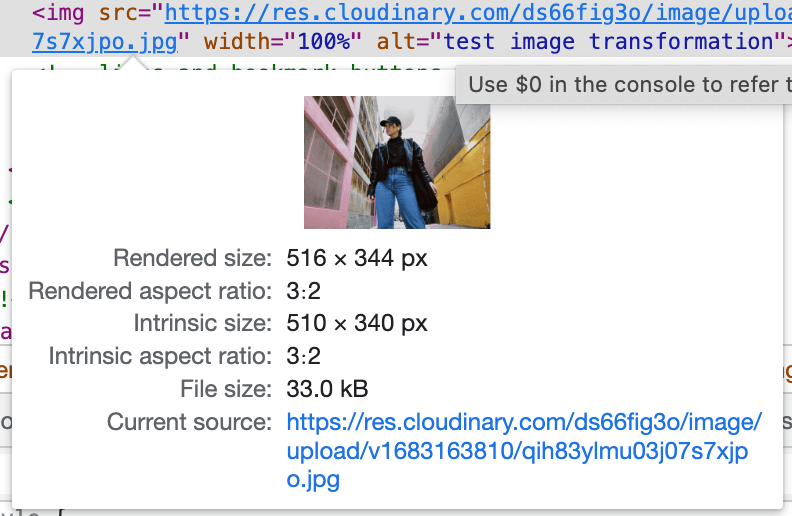 <img src="https://res.cloudinary.com/ds66fig3o/image/uploa
7s7xjpo.jpg" width="100%" alt="test image transformation">
Use $0 in the console to refer t
Rendered size: 516 × 344 px
Rendered aspect ratio: 3:2
Intrinsic size: 510 × 340 px
Intrinsic aspect ratio: 3:2
File size: 33.0 kB
Current source: https://res.cloudinary.com/ds66fig3o/image/
upload/v1683163810/qih83ylmu03j07s7xjp
o.jpg